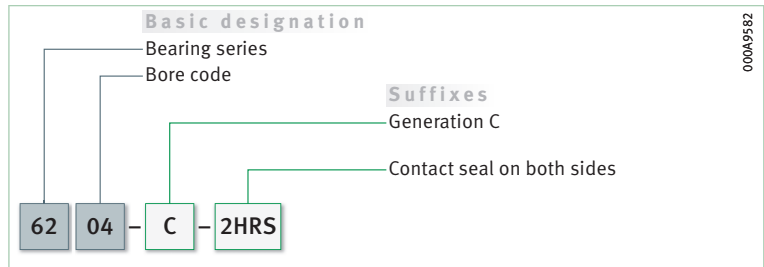 Basic designation
Bearing series
Bore code
Suffixes
Generation C
Contact seal on both sides
62 04 – C – 2HRS
000A9582